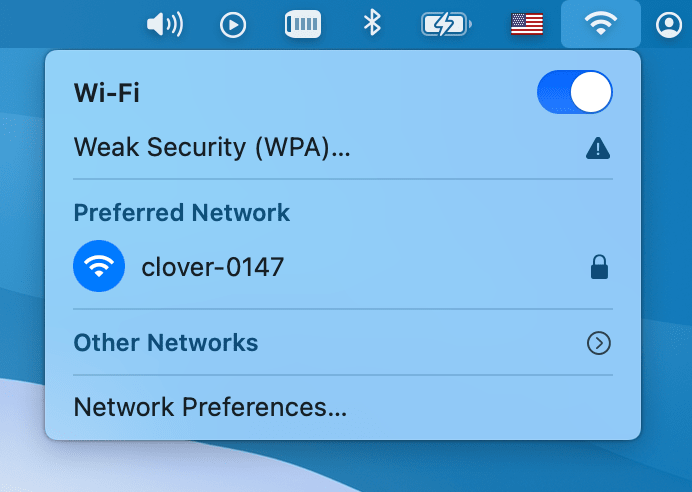 Wi-Fi
Weak Security (WPA)...
Preferred Network
clover-0147
Other Networks
Network Preferences...